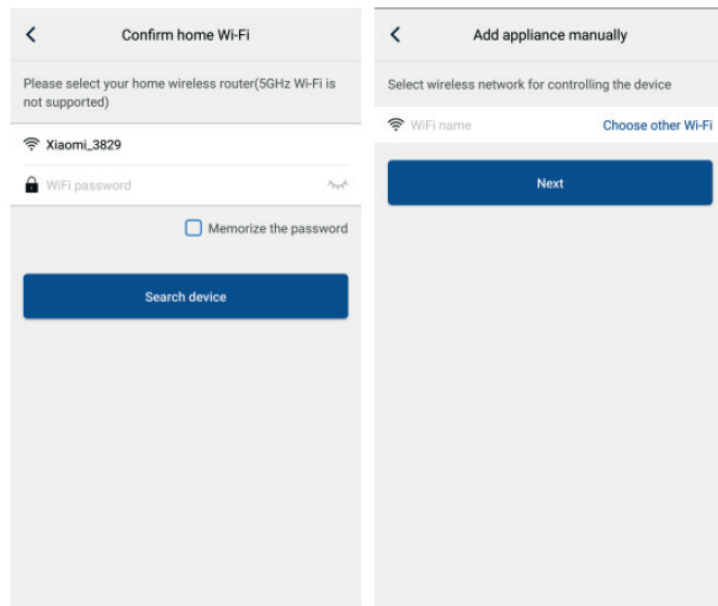 Confirm home Wi-Fi
Please select your home wireless router(5GHz Wi-Fi is
not supported)
Xiaomi_3829
WiFi password
Memorize the password
Search device
Add appliance manually
Select wireless network for controlling the device
WiFi name
Choose other Wi-Fi
Next